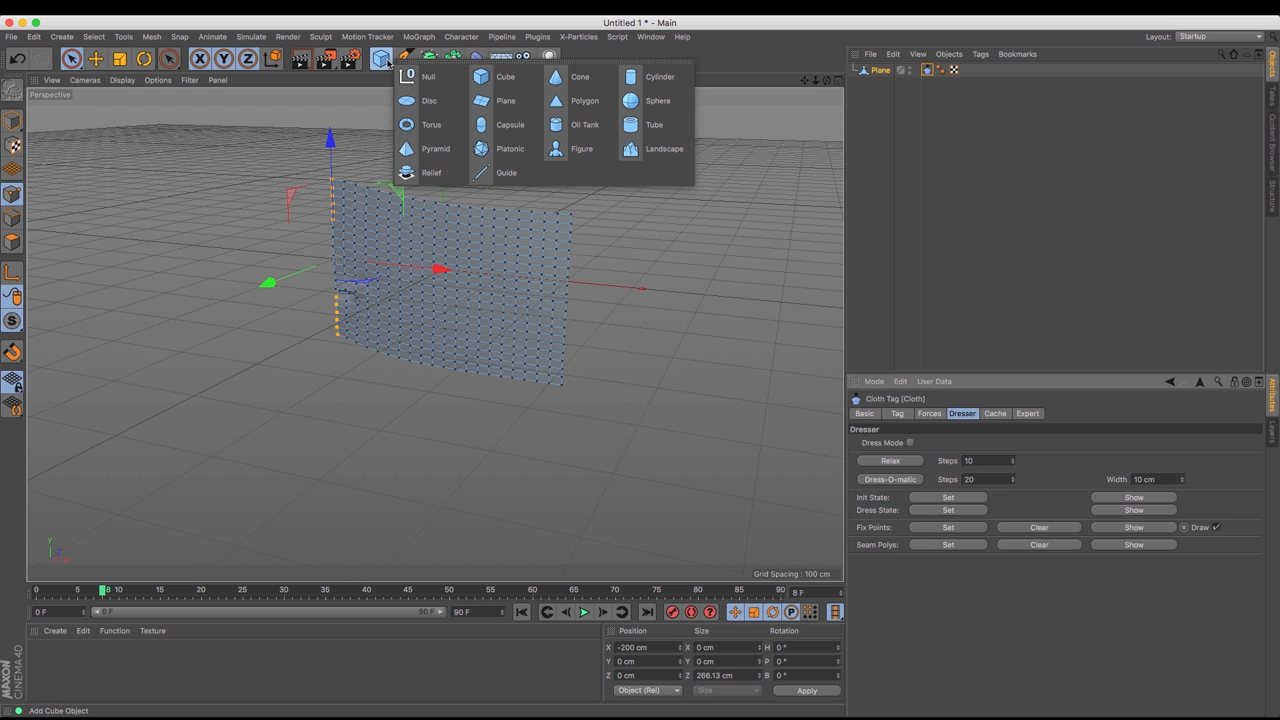 Untitled 1 * - Main
File Edit Create Select Tools Mesh Snap Animate Simulate Render Sculpt Motion Tracker MoGraph Character Pipeline Plugins X-Particles Script Window Help Layout: Startup
File Edit View Objects Tags Bookmarks
Plane
View Cameras Display Options Filter Panel
Perspective
Null Cube Cone Cylinder
Disc Plane Polygon Sphere
Torus Capsule Oil Tank Tube
Pyramid Platonic Figure Landscape
Relief Guide
Takes
Content Browser
Structure
Attributes
Layers
Mode Edit User Data
Cloth Tag [Cloth]
Basic Tag Forces Dresser Cache Expert
Dresser
Dress Mode
Relax Steps 10
Dress-O-matic Steps 20 Width 10 cm
Init State: Set Show
Dress State: Set Show
Fix Points: Set Clear Show Draw
Seam Polys: Set Clear Show
Y
Z
Grid Spacing : 100 cm
0 5 8 10 15 20 25 30 35 40 45 50 55 60 65 70 75 80 85 90 8 F
0 F 0 F 90 F 90 F
Create Edit Function Texture
Position Size Rotation
X -200 cm X 0 cm H 0 °
Y 0 cm Y 0 cm P 0 °
Z 0 cm Z 266.13 cm B 0 °
Object (Rel) Size Apply
MAXON
CINEMA 4D
Add Cube Object